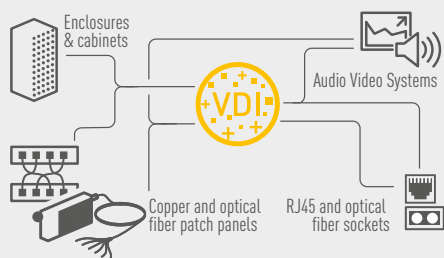 Enclosures
& cabinets
VDI
Audio Video Systems
Copper and optical
fiber patch panels
RJ45 and optical
fiber sockets